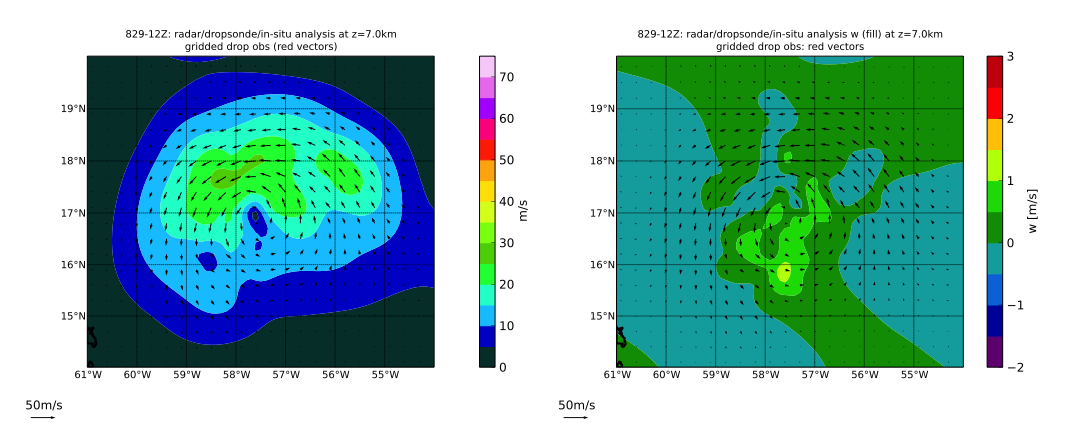 829-12Z: radar/dropsonde/in-situ analysis at z=7.0km
gridded drop obs (red vectors)
19°N
18°N
17°N
16°N
15°N
61°W 60°W 59°W 58°W 57°W 56°W 55°W
70
60
50
40
30
20
10
0
m/s
50m/s
829-12Z: radar/dropsonde/in-situ analysis w (fill) at z=7.0km
gridded drop obs: red vectors
19°N
18°N
17°N
16°N
15°N
61°W 60°W 59°W 58°W 57°W 56°W 55°W
3
2
1
0
−1
−2
w [m/s]
50m/s